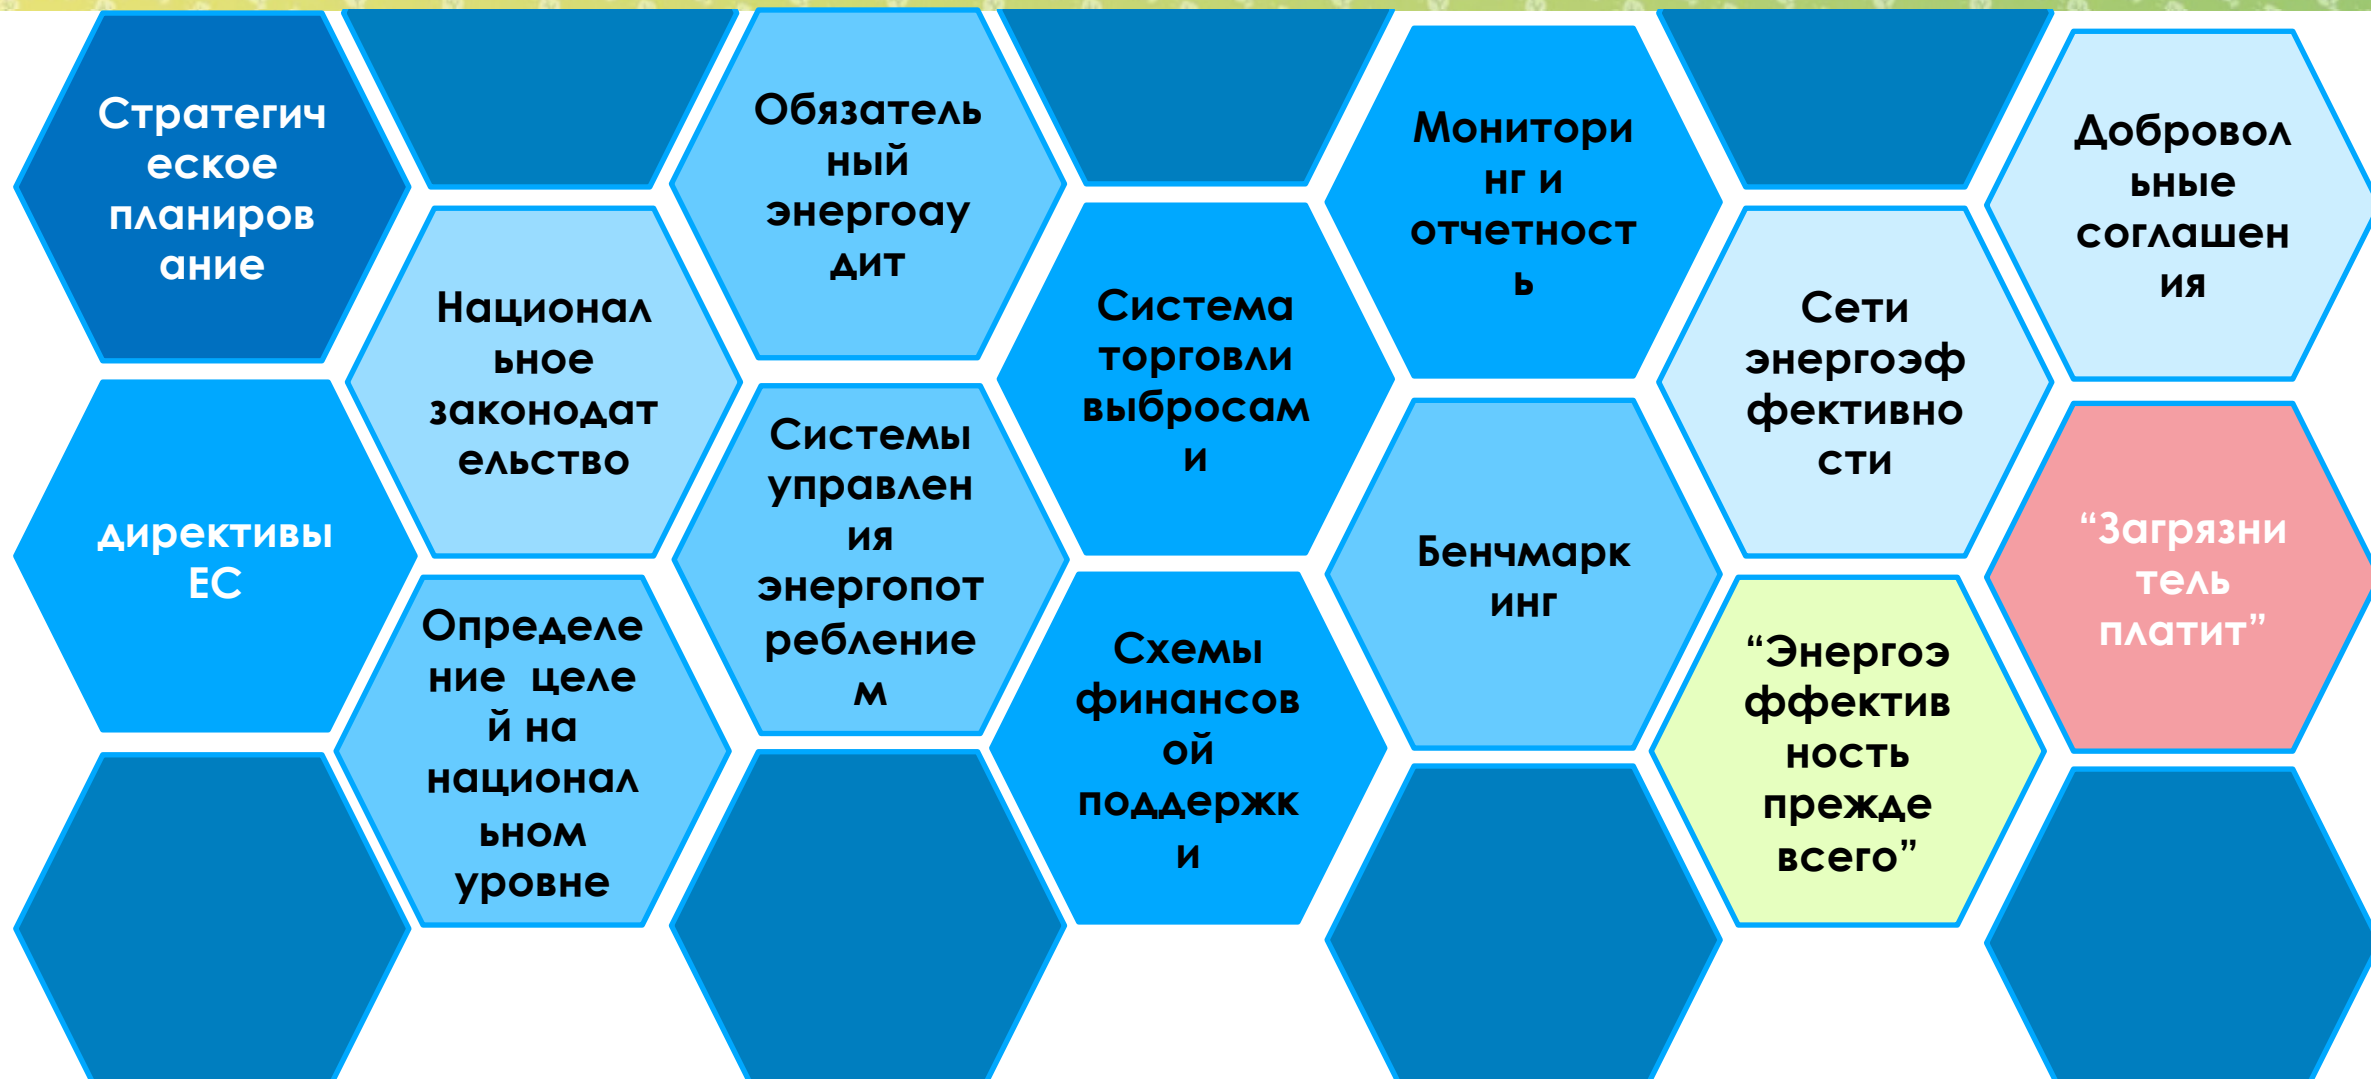 Стратегич
еское
планиров
ание
директивы
ЕС
Национал
ьное
законодат
ельство
Определе
ние целе
й на
национал
ьном
уровне
Обязатель
ный
энергоау
дит
Системы
управлен
ия
энергопот
ребление
м
Система
торговли
выбросам
и
Схемы
финансов
ой
поддержк
и
Монитори
нг и
отчетност
ь
Бенчмарк
инг
Сети
энергоэф
фективно
сти
“Энергоэ
ффектив
ность
прежде
всего”
Добровол
ьные
соглашен
ия
“Загрязни
тель
платит”